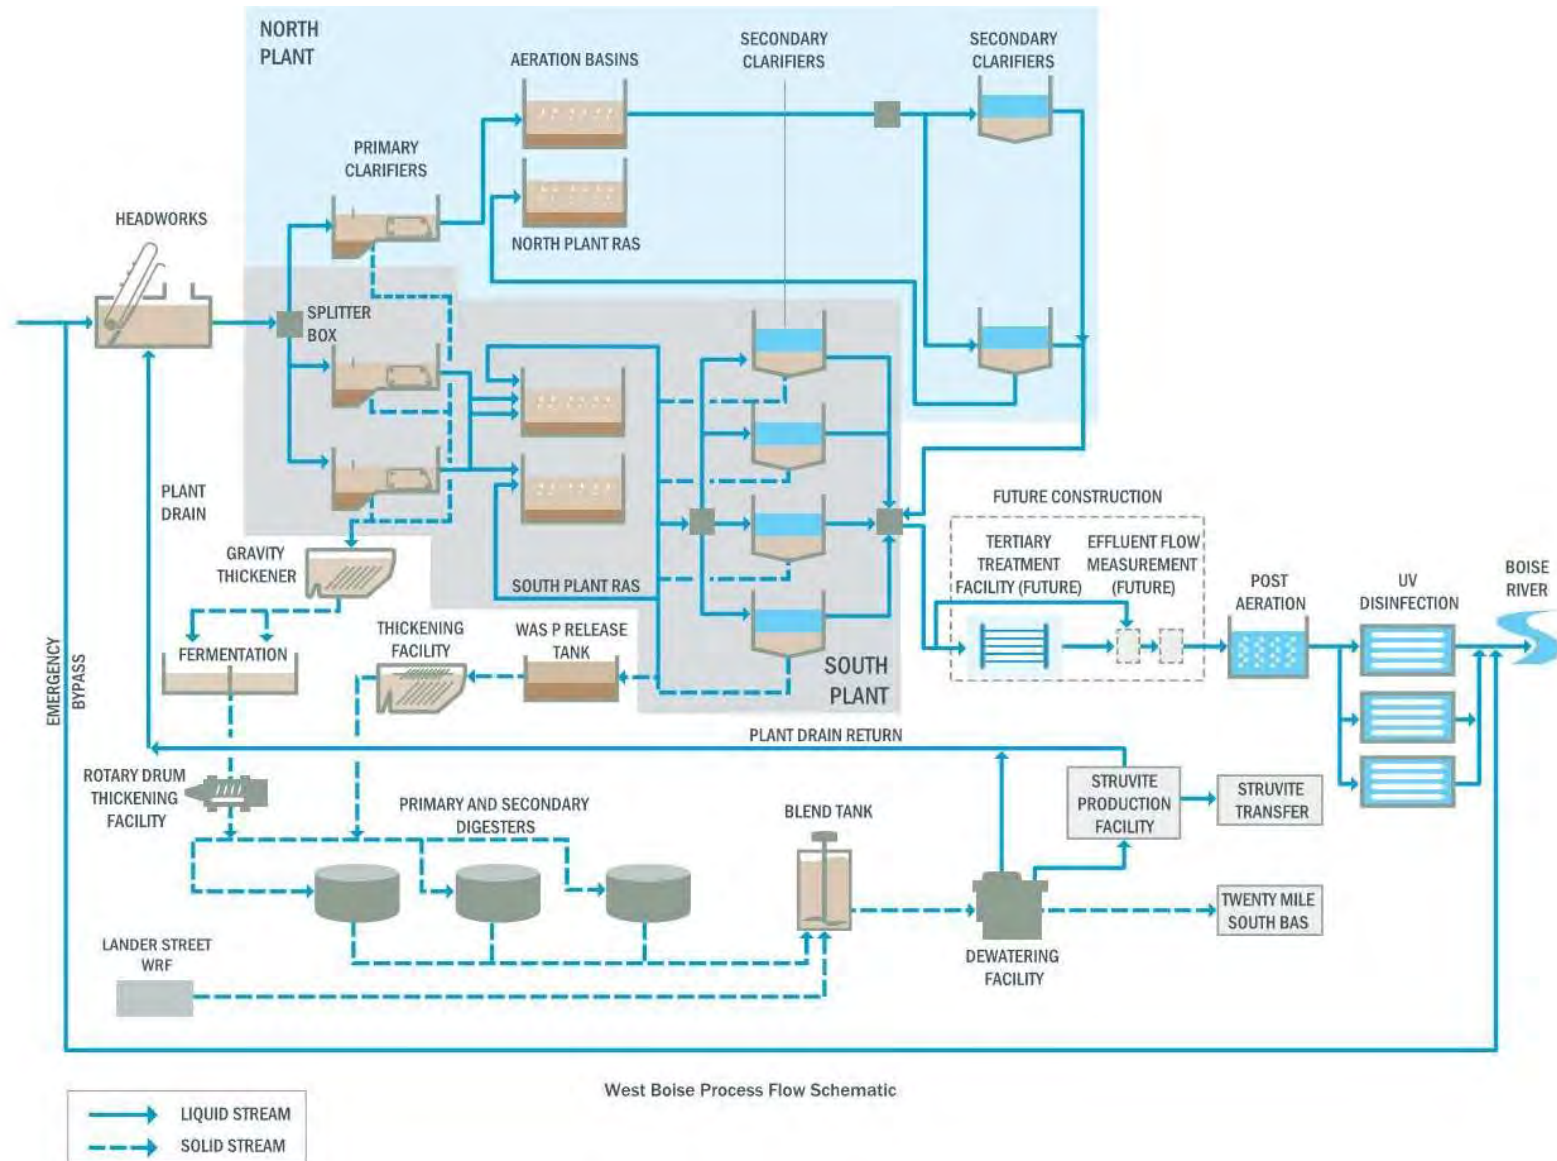 NORTH
PLANT
SECONDARY
CLARIFIERS
SECONDARY
CLARIFIERS
AERATION BASINS
PRIMARY
CLARIFIERS
HEADWORKS
NORTH PLANT RAS
SPLITTER
BOX
PLANT
DRAIN
FUTURE CONSTRUCTION
GRAVITY
THICKENER
TERTIARY
TREATMENT
FACILITY (FUTURE)
EFFLUENT FLOW
MEASUREMENT
(FUTURE)
POST
AERATION
UV
DISINFECTION
BOISE
RIVER
SOUTH PLANT RAS
THICKENING
FACILITY
WAS P RELEASE
TANK
FERMENTATION
SOUTH
PLANT
EMERGENCY
BYPASS
PLANT DRAIN RETURN
ROTARY DRUM
THICKENING
FACILITY
PRIMARY AND SECONDARY
DIGESTERS
BLEND TANK
STRUVITE
PRODUCTION
FACILITY
STRUVITE
TRANSFER
TWENTY MILE
SOUTH BAS
LANDER STREET
WRF
DEWATERING
FACILITY
West Boise Process Flow Schematic
LIQUID STREAM
SOLID STREAM